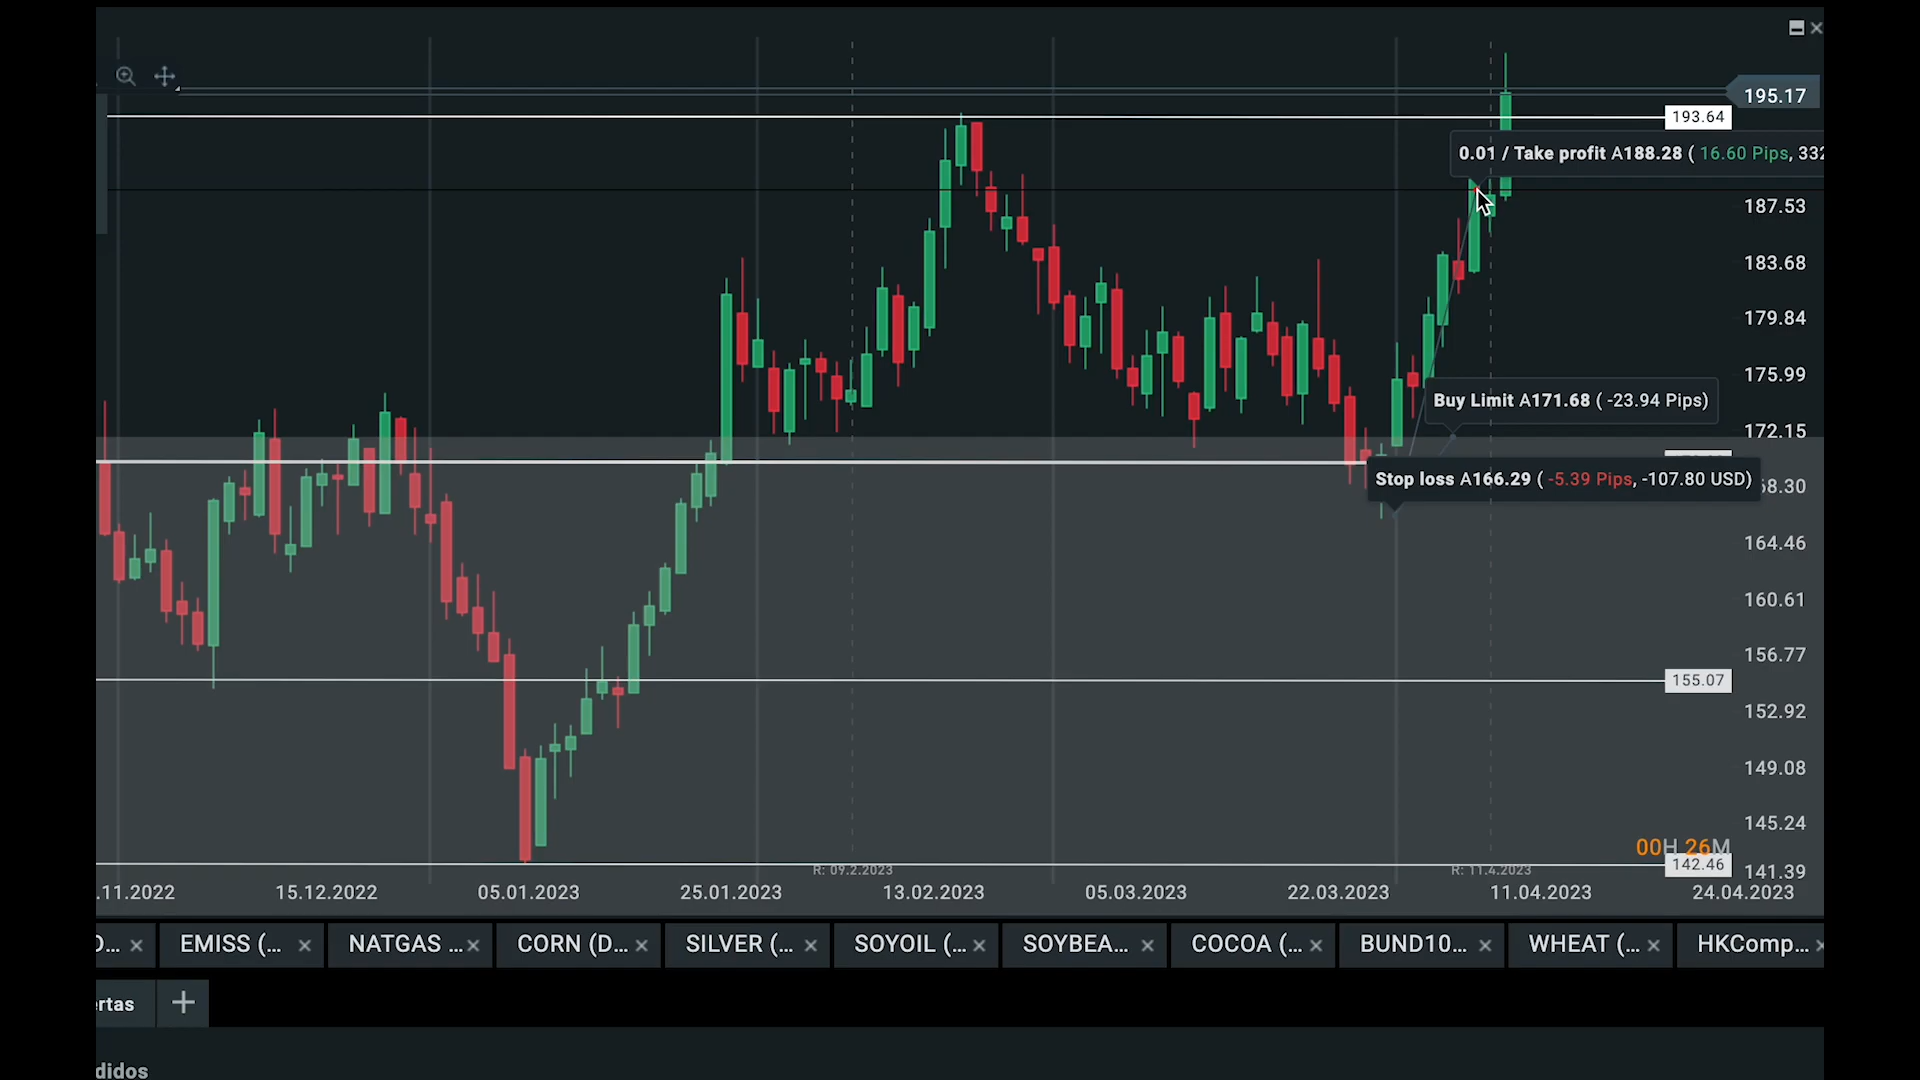 195.17
193.64
0.01 / Take profit A188.28 ( 16.60 Pips, 332
187.53
183.68
179.84
175.99
Buy Limit A171.68 ( -23.94 Pips)
172.15
Stop loss A166.29 ( -5.39 Pips, -107.80 USD)
68.30
164.46
160.61
156.77
155.07
152.92
149.08
145.24
00H 26M
142.46
141.39
R: 09.2.2023
R: 11.4.2023
.11.2022
15.12.2022
05.01.2023
25.01.2023
13.02.2023
05.03.2023
22.03.2023
11.04.2023
24.04.2023
D...
EMISS (...
NATGAS ...
CORN (D...
SILVER (...
SOYOIL (...
SOYBEA...
COCOA (...
BUND10...
WHEAT (...
HKComp...
ertas
didos